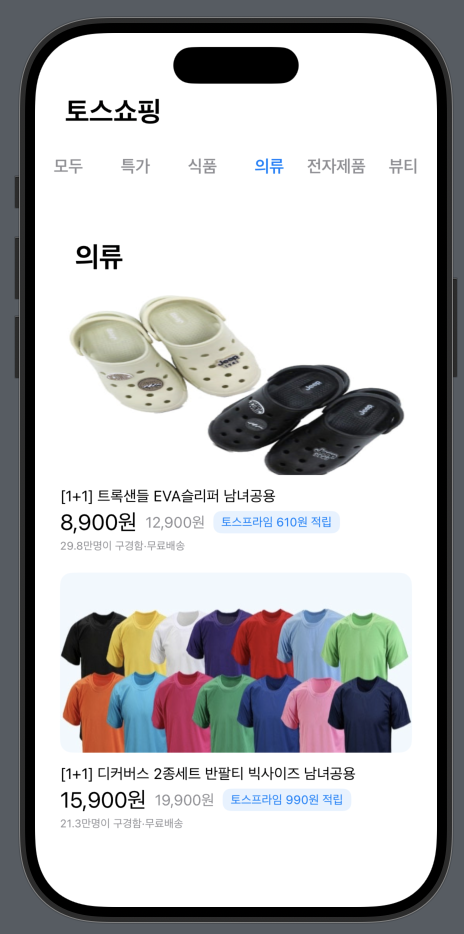 토스쇼핑
모두 특가 식품 의류 전자제품 뷰티
의류
Jeep
Jeep
[1+1] 트록샌들 EVA슬리퍼 남녀공용
8,900원 12,900원 토스프라임 610원 적립
29.8만명이 구경함·무료배송
[1+1] 디커버스 2종세트 반팔티 빅사이즈 남녀공용
15,900원 19,900원 토스프라임 990원 적립
21.3만명이 구경함·무료배송